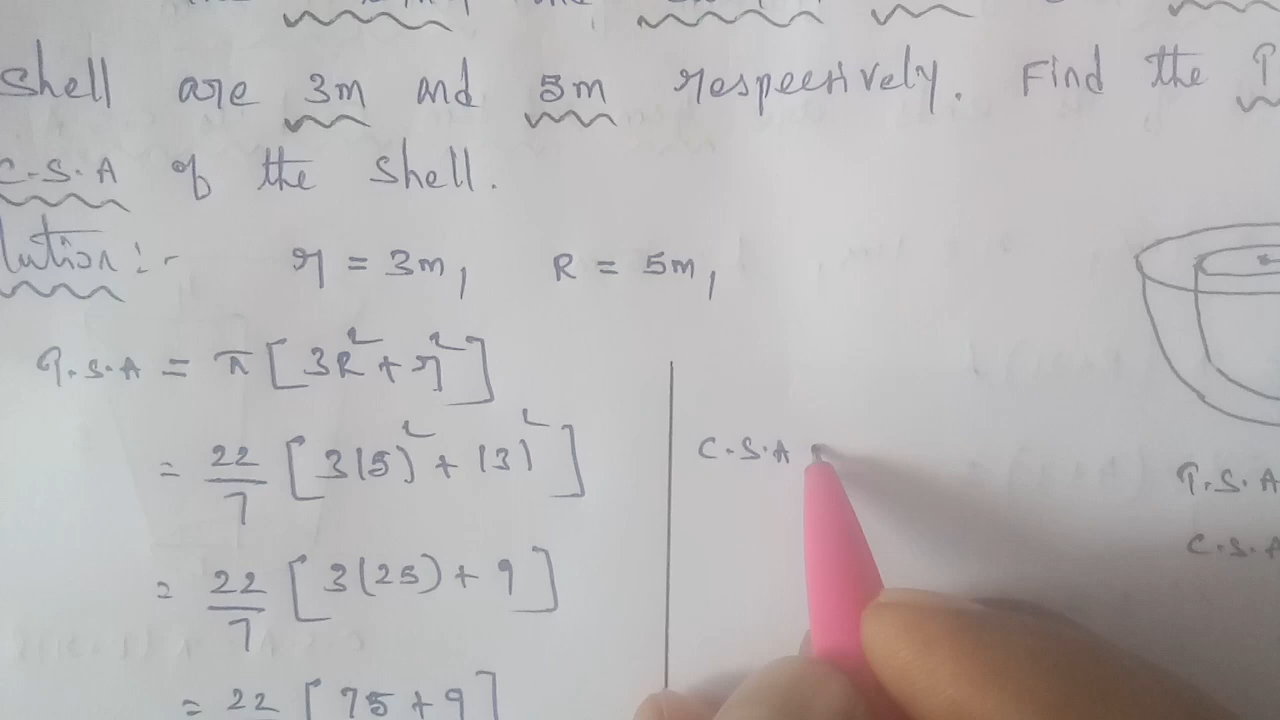 shell are 3m and 5m respectively. Find the
C.S.A of the shell.
lution:- r = 3m, R = 5m,
T.S.A = π[3R²+r²]
= 22/7 [3(5)²+(3)²]
C.S.A
T.S.A
= 22/7 [3(25)+9]
C.S.A
= 22 [75+9]